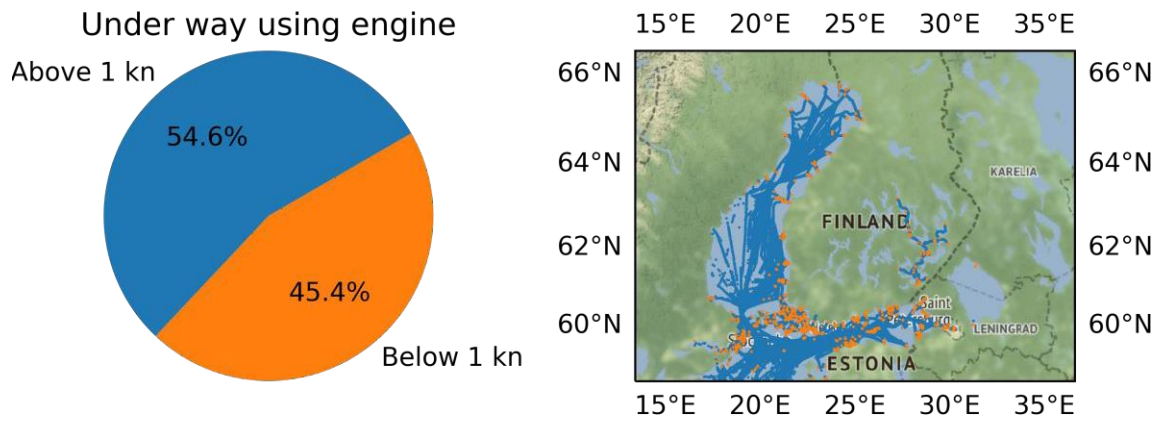 Under way using engine
Above 1 kn
54.6%
45.4%
Below 1 kn
15°E 20°E 25°E 30°E 35°E
66°N 66°N
64°N 64°N
KARELIA
FINLAND
62°N 62°N
Saint
60°N 60°N
LENINGRAD
ESTONIA
15°E 20°E 25°E 30°E 35°E